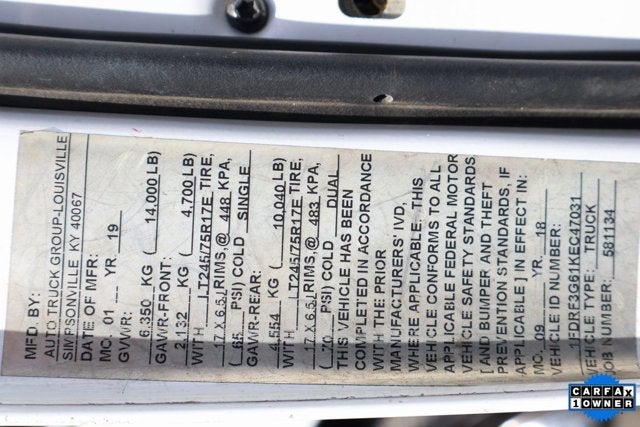 MFD. BY:
AUTO TRUCK GROUP-LOUISVILLE
SIMPSONVILLE KY 40067
DATE OF MFR:
MO. 01 YR. 19
GVWR:
6,350 KG ( 14,000 LB)
GAWR-FRONT:
2,132 KG ( 4,700 LB)
WITH LT245/75R17E TIRE,
17 X 6.5 RIMS,@ 448 KPA,
( 65 PSI) COLD SINGLE
GAWR-REAR:
4,554 KG ( 10,040 LB)
WITH LT245/75R17E TIRE,
17 X 6.5 RIMS,@ 483 KPA,
( 70 PSI) COLD DUAL
THIS VEHICLE HAS BEEN
COMPLETED IN ACCORDANCE
WITH THE PRIOR
MANUFACTURERS' IVD,
WHERE APPLICABLE. THIS
VEHICLE CONFORMS TO ALL
APPLICABLE FEDERAL MOTOR
VEHICLE SAFETY STANDARDS,
[ AND BUMPER AND THEFT
PREVENTION STANDARDS, IF
APPLICABLE ] IN EFFECT IN:
MO. 09 YR. 18
VEHICLE ID NUMBER:
1FDRF3G61KEC47031
VEHICLE TYPE: TRUCK
JOB NUMBER: 581134
CARFAX
1 OWNER